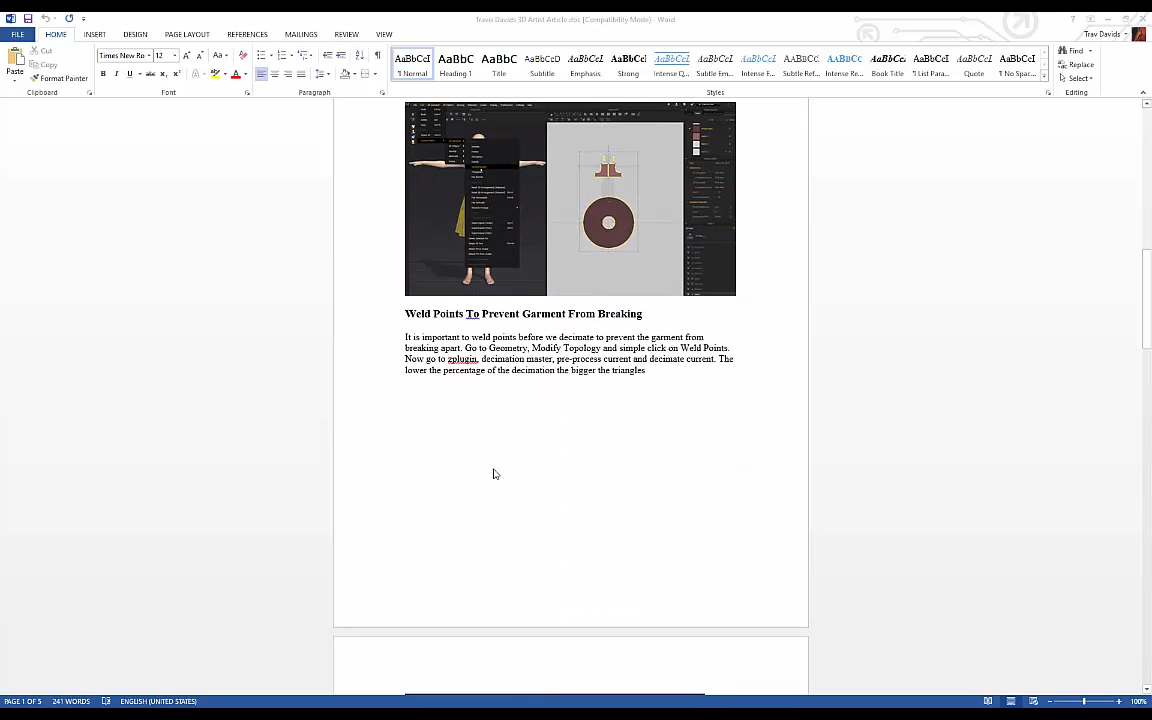 Travis Davids 3D Artist Article.doc [Compatibility Mode] - Word
Trav Davids
FILE HOME INSERT DESIGN PAGE LAYOUT REFERENCES MAILINGS REVIEW VIEW
Paste
Cut
Copy
Format Painter
Clipboard
Times New Ro 12
Font
Paragraph
AaBbCcI AaBbC AaBbC AaBbCcD AaBbCcI AaBbCcI AaBbCcI AaBbCcI AaBbCcI AaBbCcI AaBbCc AaBbCcI AaBbCcI AaBbCcI AaBbCcI
¶ Normal Heading 1 Title Subtitle Emphasis Strong Intense Q... Subtle Em... Intense E... Subtle Ref... Intense Re... Book Title ¶ List Para... Quote ¶ No Spac...
Styles
Find
Replace
Select
Editing
Weld Points To Prevent Garment From Breaking
It is important to weld points before we decimate to prevent the garment from
breaking apart. Go to Geometry, Modify Topology and simple click on Weld Points.
Now go to zplugin, decimation master, pre-process current and decimate current. The
lower the percentage of the decimation the bigger the triangles
PAGE 1 OF 5 241 WORDS ENGLISH (UNITED STATES) 100%